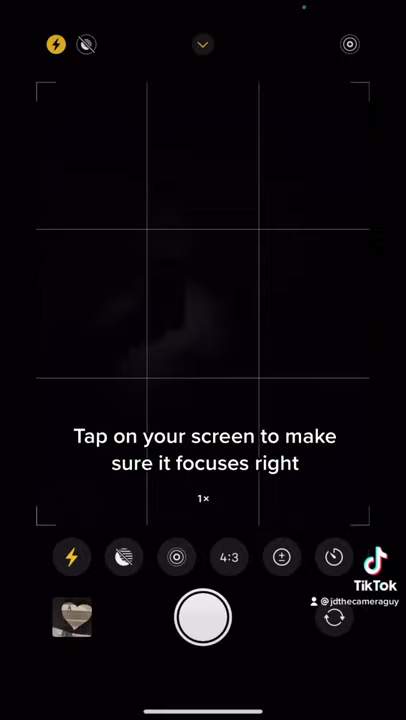 Tap on your screen to make
sure it focuses right
1×
4:3
TikTok
@jdthecameraguy